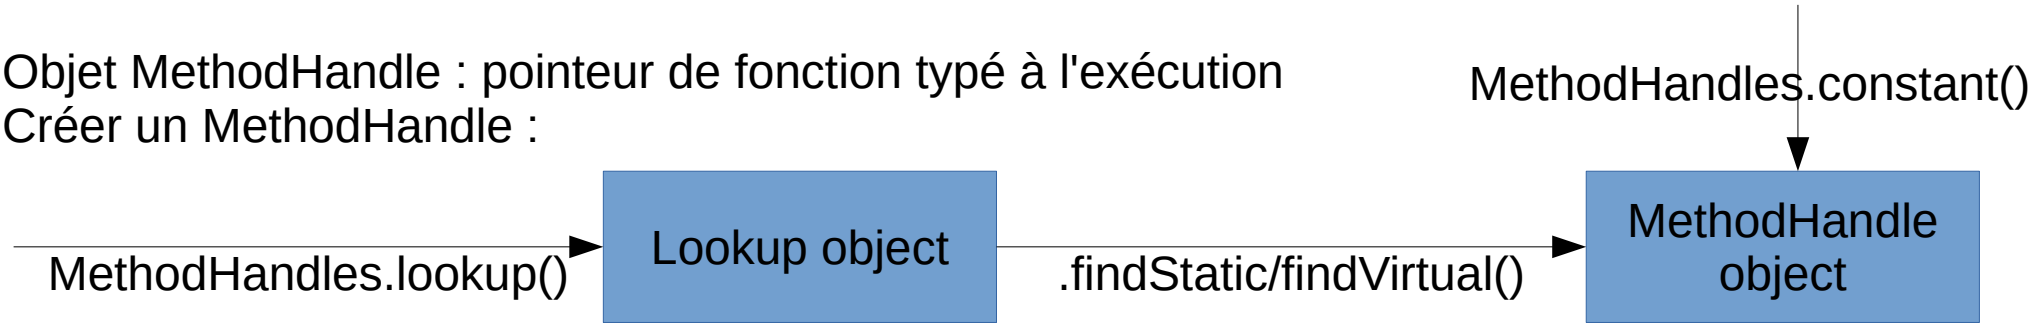 Objet MethodHandle : pointeur de fonction typé à l'exécution
Créer un MethodHandle :
MethodHandles.constant()
MethodHandles.lookup()
Lookup object
.findStatic/findVirtual()
MethodHandle
object